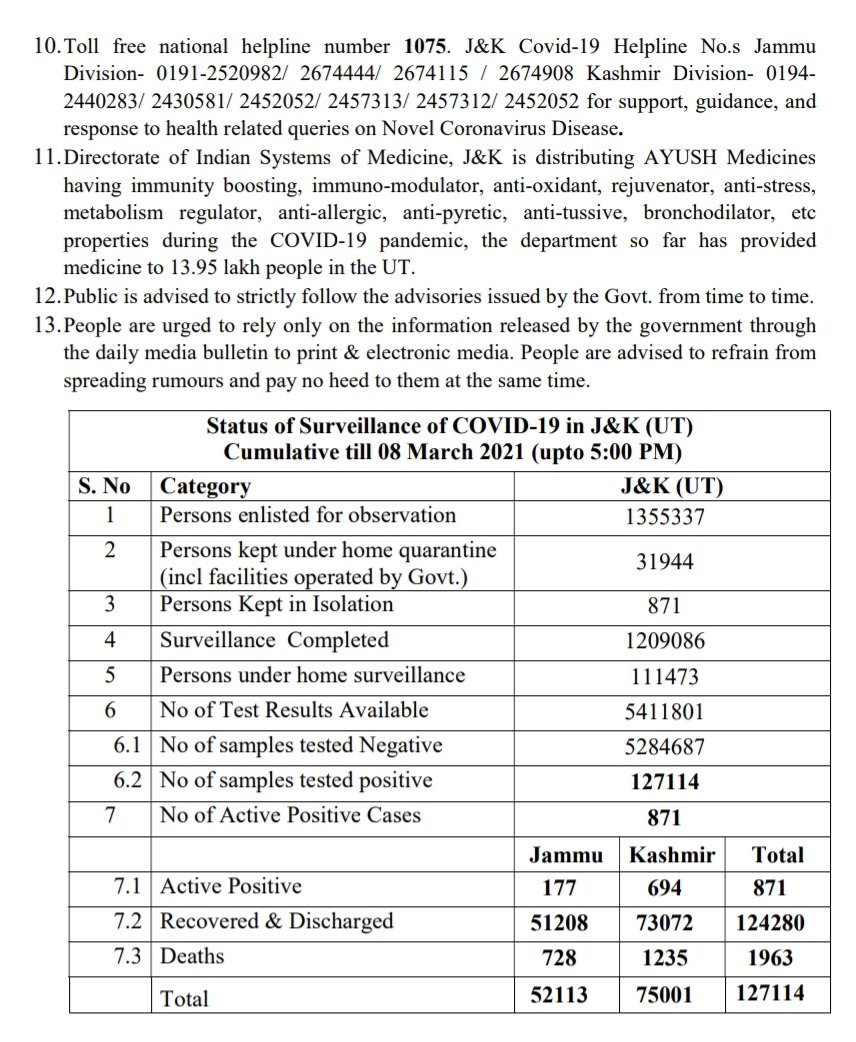 10. Toll free national helpline number 1075. J&K Covid-19 Helpline No.s Jammu
Division- 0191-2520982/ 2674444/ 2674115 / 2674908 Kashmir Division- 0194-
2440283/ 2430581/ 2452052/ 2457313/ 2457312/ 2452052 for support, guidance, and
response to health related queries on Novel Coronavirus Disease.
11. Directorate of Indian Systems of Medicine, J&K is distributing AYUSH Medicines
having immunity boosting, immuno-modulator, anti-oxidant, rejuvenator, anti-stress,
metabolism regulator, anti-allergic, anti-pyretic, anti-tussive, bronchodilator, etc
properties during the COVID-19 pandemic, the department so far has provided
medicine to 13.95 lakh people in the UT.
12. Public is advised to strictly follow the advisories issued by the Govt. from time to time.
13. People are urged to rely only on the information released by the government through
the daily media bulletin to print & electronic media. People are advised to refrain from
spreading rumours and pay no heed to them at the same time.
Status of Surveillance of COVID-19 in J&K (UT)
Cumulative till 08 March 2021 (upto 5:00 PM)
S. No Category J&K (UT)
1 Persons enlisted for observation 1355337
2 Persons kept under home quarantine
(incl facilities operated by Govt.) 31944
3 Persons Kept in Isolation 871
4 Surveillance Completed 1209086
5 Persons under home surveillance 111473
6 No of Test Results Available 5411801
6.1 No of samples tested Negative 5284687
6.2 No of samples tested positive 127114
7 No of Active Positive Cases 871
Jammu Kashmir Total
7.1 Active Positive 177 694 871
7.2 Recovered & Discharged 51208 73072 124280
7.3 Deaths 728 1235 1963
Total 52113 75001 127114